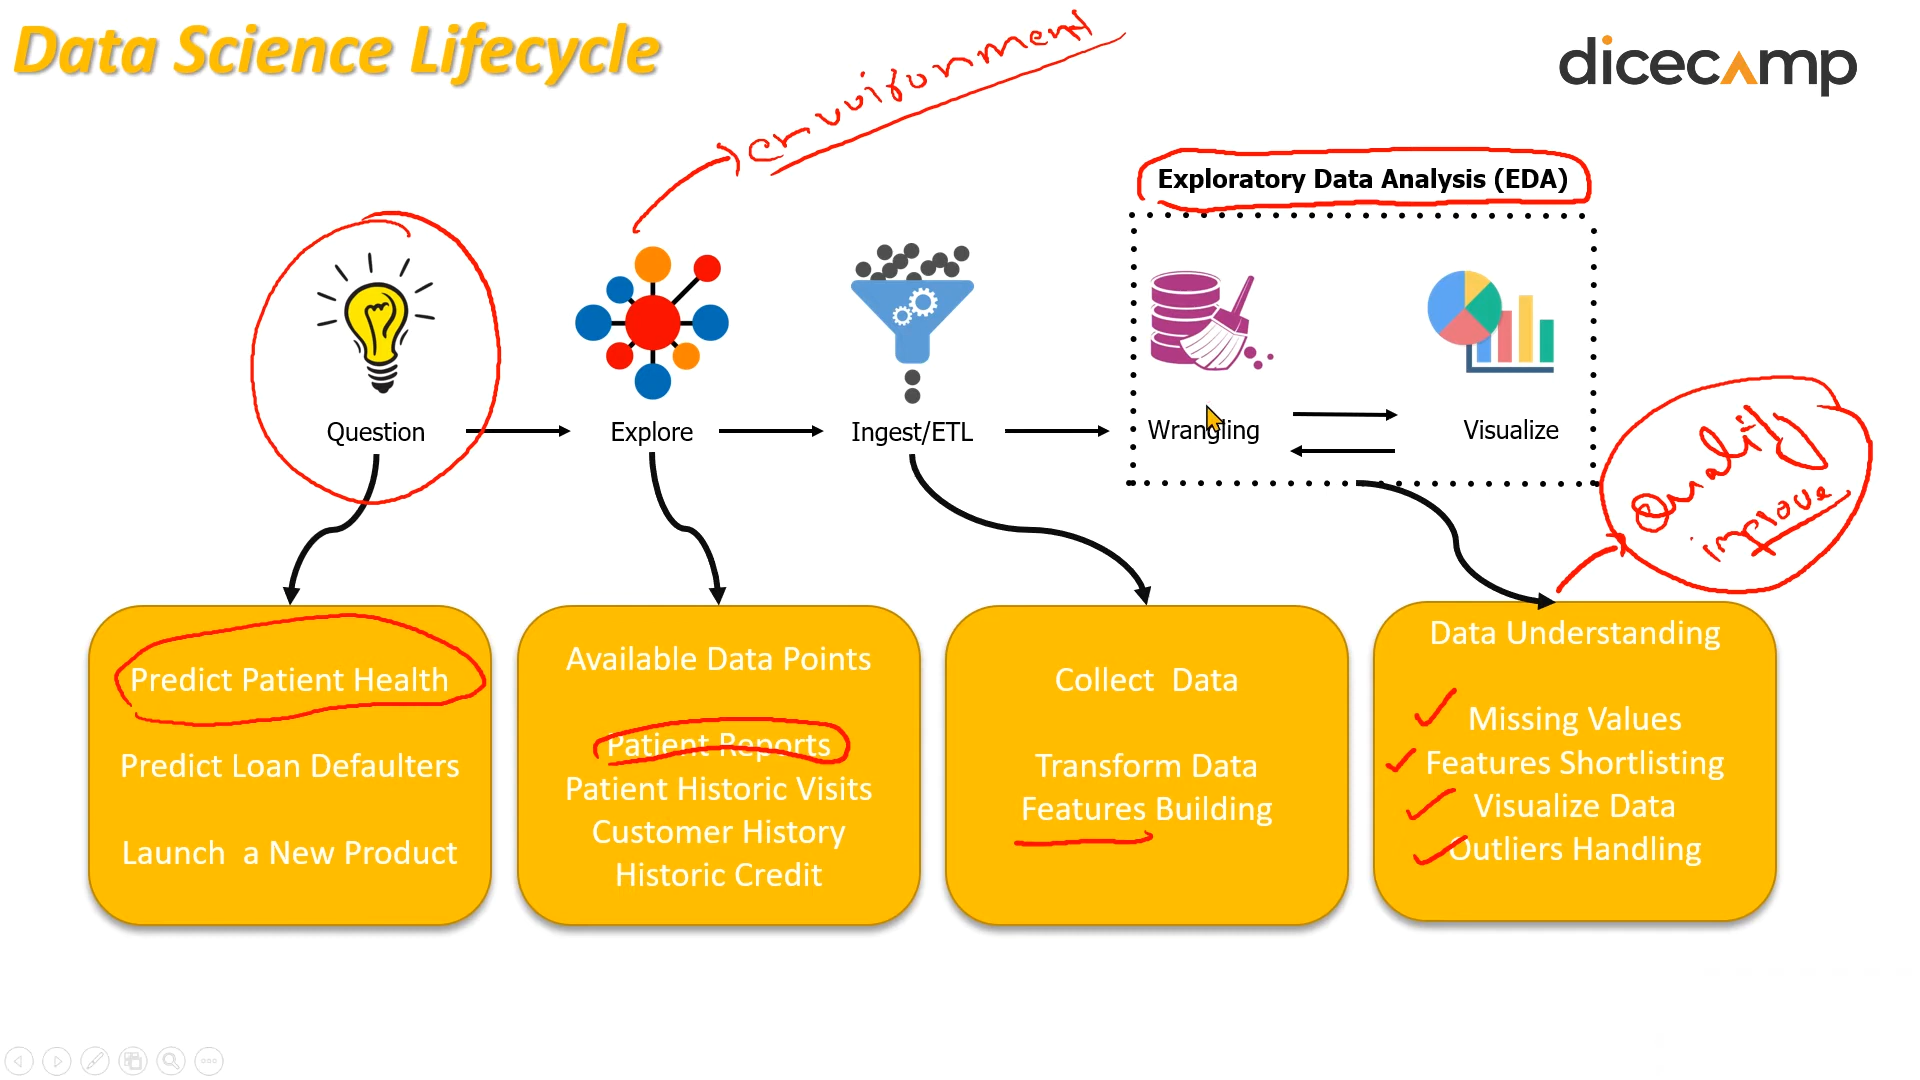 Data Science Lifecycle
dicecamp
environment
Exploratory Data Analysis (EDA)
Question
Explore
Ingest/ETL
Wrangling
Visualize
Quality
improve
Predict Patient Health
Predict Loan Defaulters
Launch a New Product
Available Data Points
Patient Reports
Patient Historic Visits
Customer History
Historic Credit
Collect Data
Transform Data
Features Building
Data Understanding
Missing Values
Features Shortlisting
Visualize Data
Outliers Handling